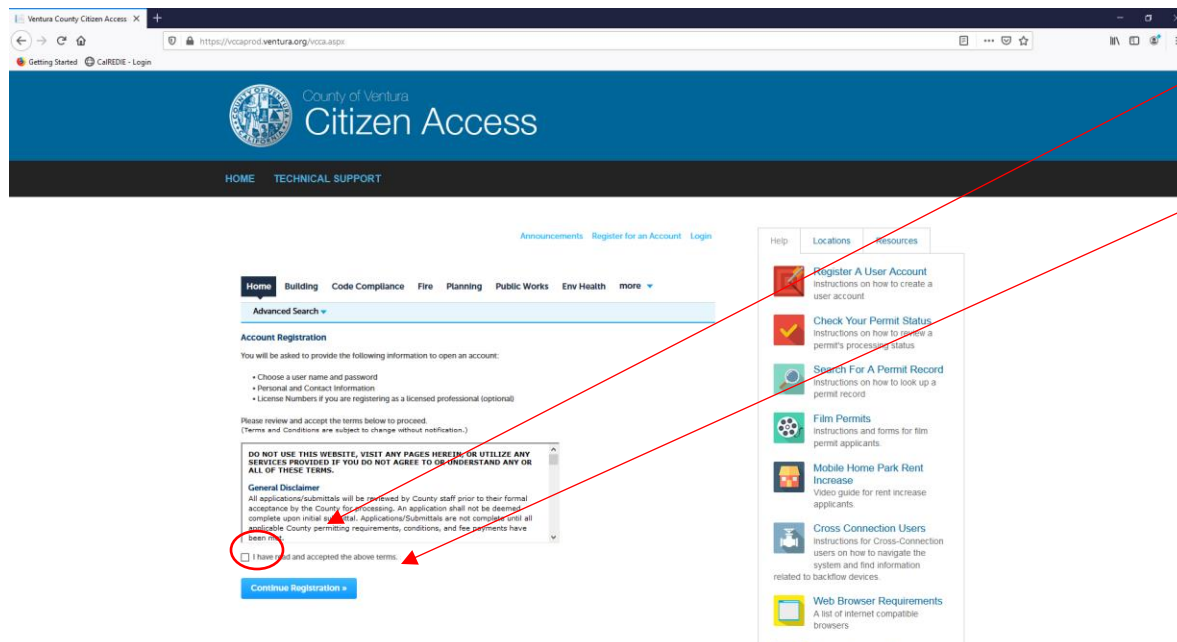 Ventura County Citizen Access
https://vccaprod.ventura.org/vcca.aspx
Getting Started
CalREDIE - Login
COUNTY OF VENTURA
CALIFORNIA
County of Ventura
Citizen Access
HOME TECHNICAL SUPPORT
Announcements Register for an Account Login
Home Building Code Compliance Fire Planning Public Works Env Health more
Advanced Search
Account Registration
You will be asked to provide the following information to open an account:
• Choose a user name and password
• Personal and Contact Information
• License Numbers if you are registering as a licensed professional (optional)
Please review and accept the terms below to proceed.
(Terms and Conditions are subject to change without notification.)
DO NOT USE THIS WEBSITE, VISIT ANY PAGES HEREIN, OR UTILIZE ANY
SERVICES PROVIDED IF YOU DO NOT AGREE TO OR UNDERSTAND ANY OR
ALL OF THESE TERMS.
General Disclaimer
All applications/submittals will be reviewed by County staff prior to their formal
acceptance by the County for processing. An application shall not be deemed
complete upon initial submittal. Applications/Submittals are not complete until all
applicable County permitting requirements, conditions, and fee payments have
been met.
I have read and accepted the above terms.
Continue Registration »
Help Locations Resources
Register A User Account
Instructions on how to create a
user account
Check Your Permit Status
Instructions on how to review a
permit's processing status
Search For A Permit Record
Instructions on how to look up a
permit record
Film Permits
Instructions and forms for film
permit applicants.
Mobile Home Park Rent
Increase
Video guide for rent increase
applicants.
Cross Connection Users
Instructions for Cross-Connection
users on how to navigate the
system and find information
related to backflow devices.
Web Browser Requirements
A list of internet compatible
browsers